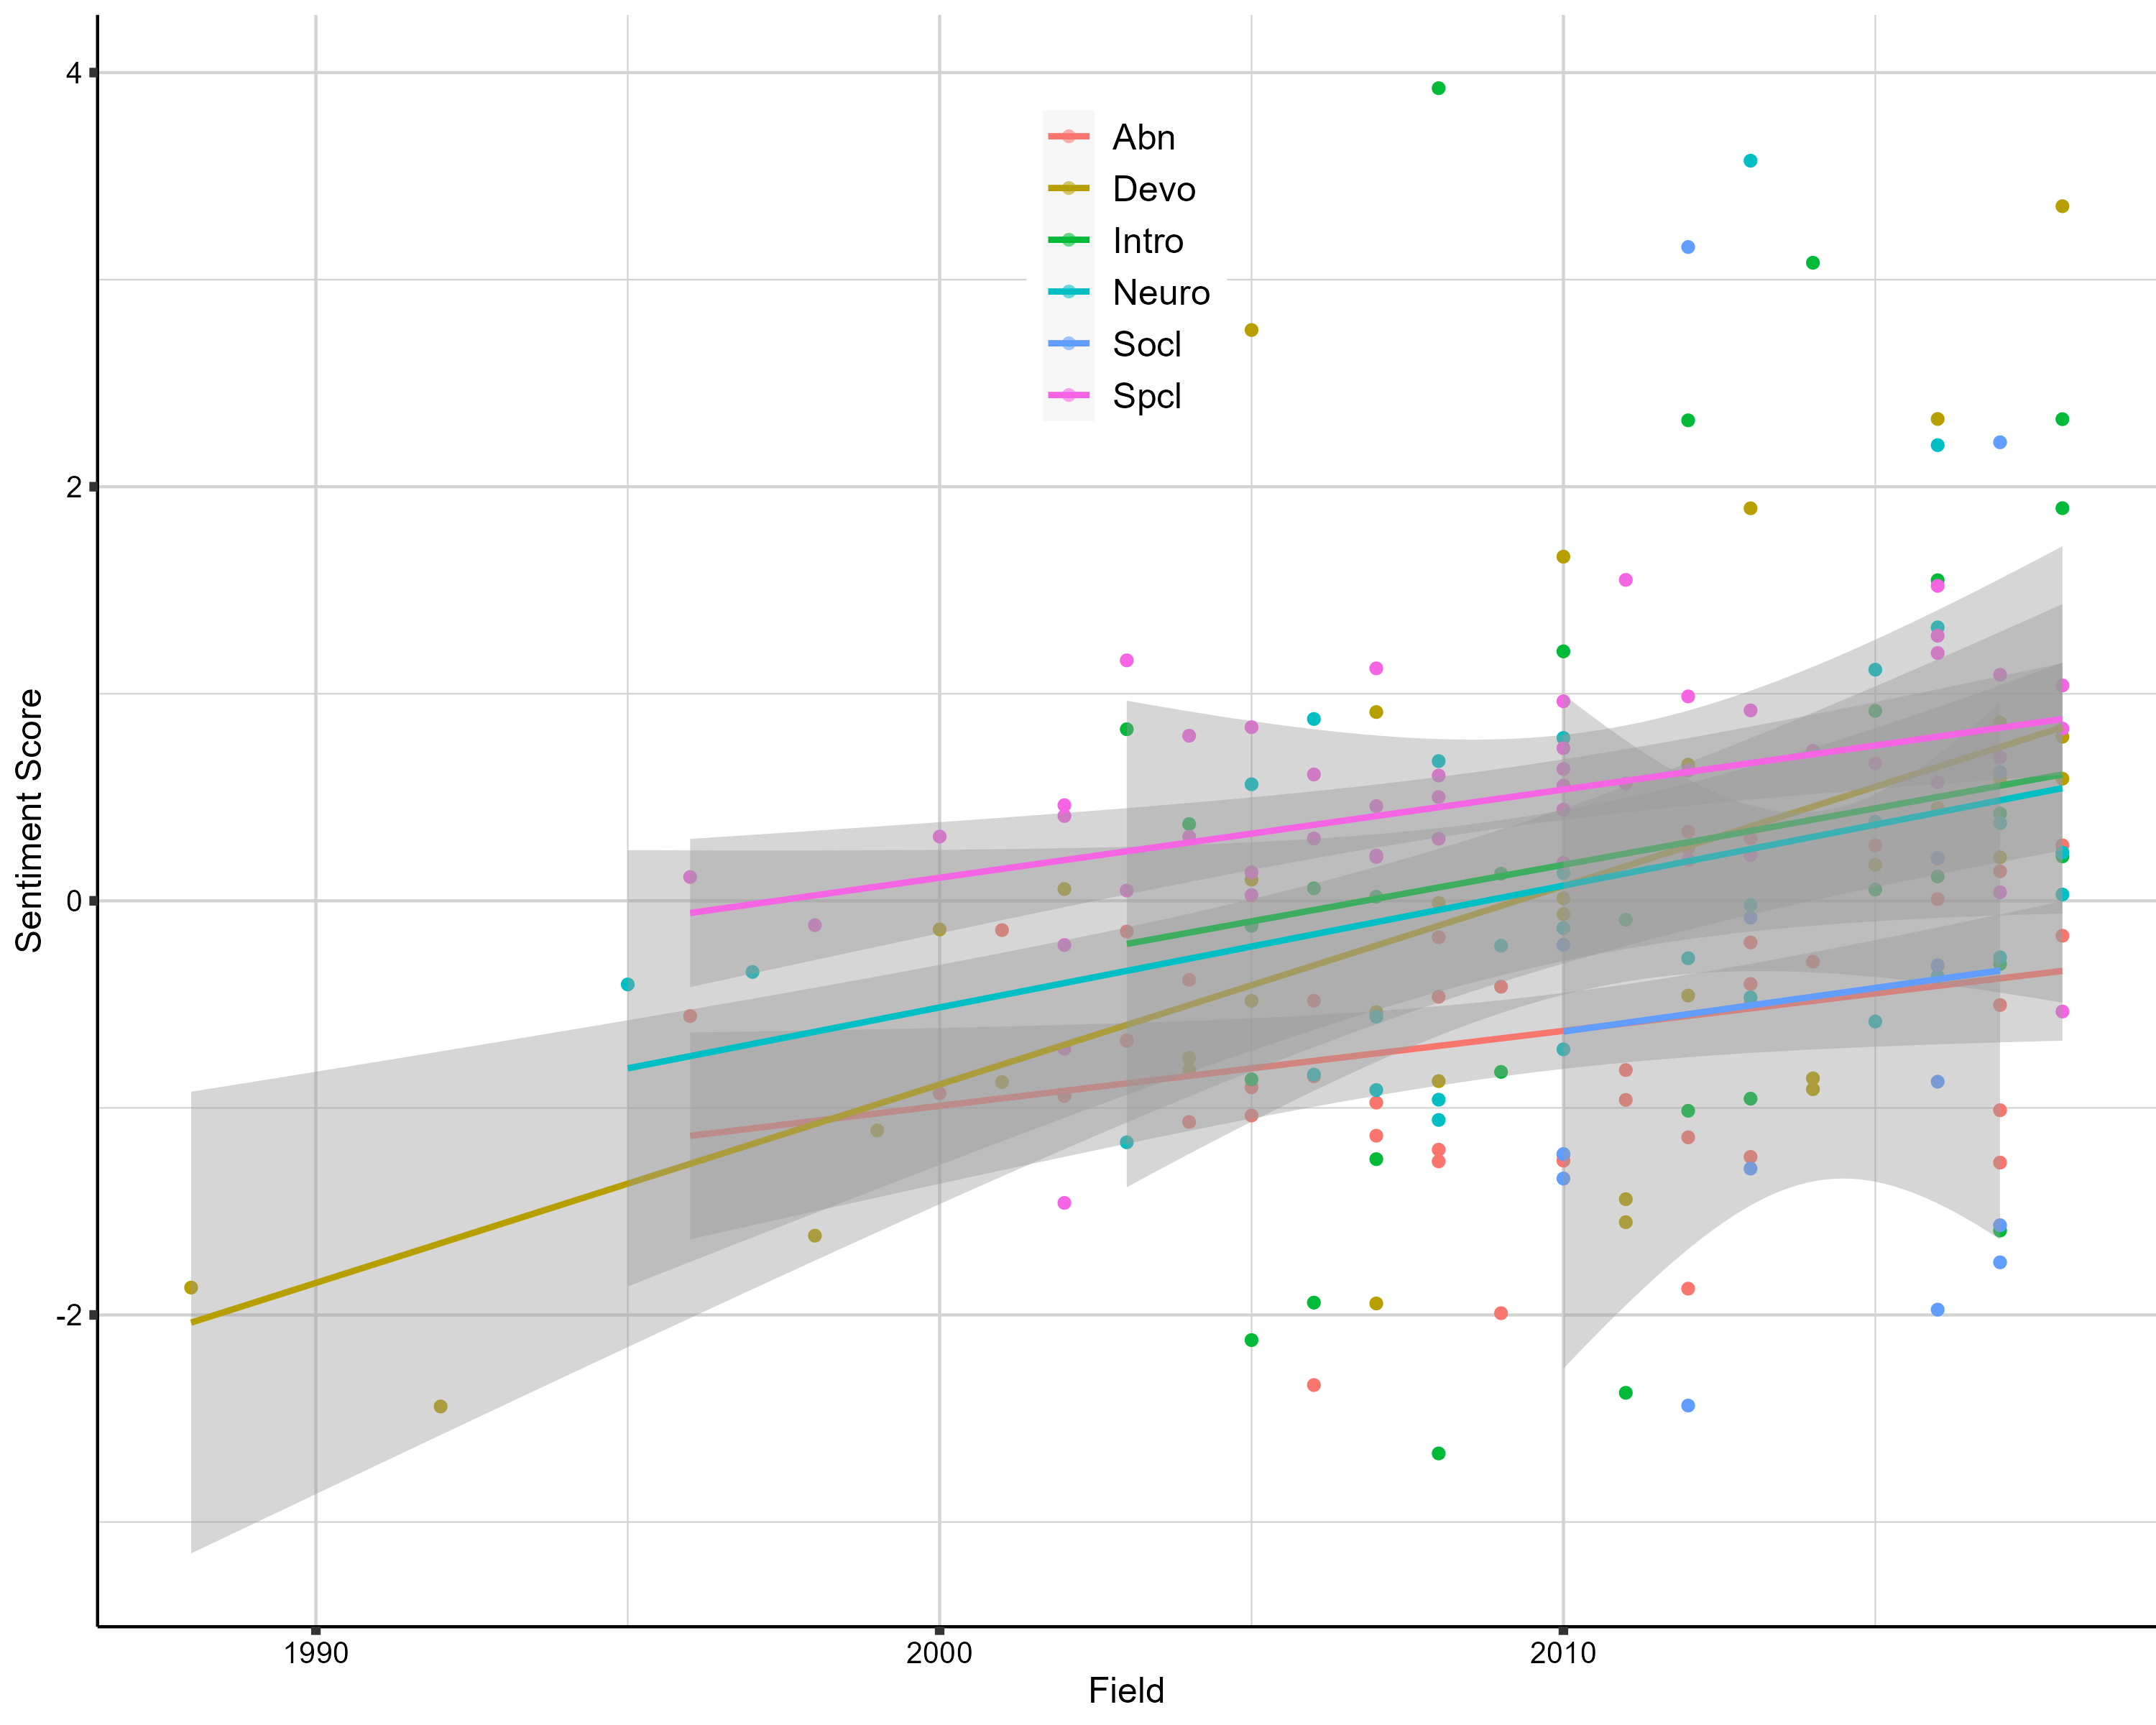 4
2
0
-2
Sentiment Score
Abn
Devo
Intro
Neuro
Socl
Spcl
1990 2000 2010
Field